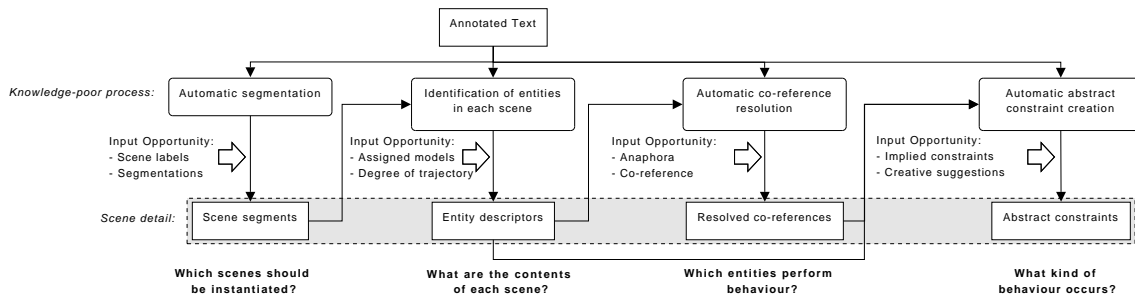 Annotated Text
Knowledge-poor process:
Automatic segmentation
Identification of entities
in each scene
Automatic co-reference
resolution
Automatic abstract
constraint creation
Input Opportunity:
- Scene labels
- Segmentations
Input Opportunity:
- Assigned models
- Degree of trajectory
Input Opportunity:
- Anaphora
- Co-reference
Input Opportunity:
- Implied constraints
- Creative suggestions
Scene detail:
Scene segments
Entity descriptors
Resolved co-references
Abstract constraints
Which scenes should
be instantiated?
What are the contents
of each scene?
Which entities perform
behaviour?
What kind of
behaviour occurs?